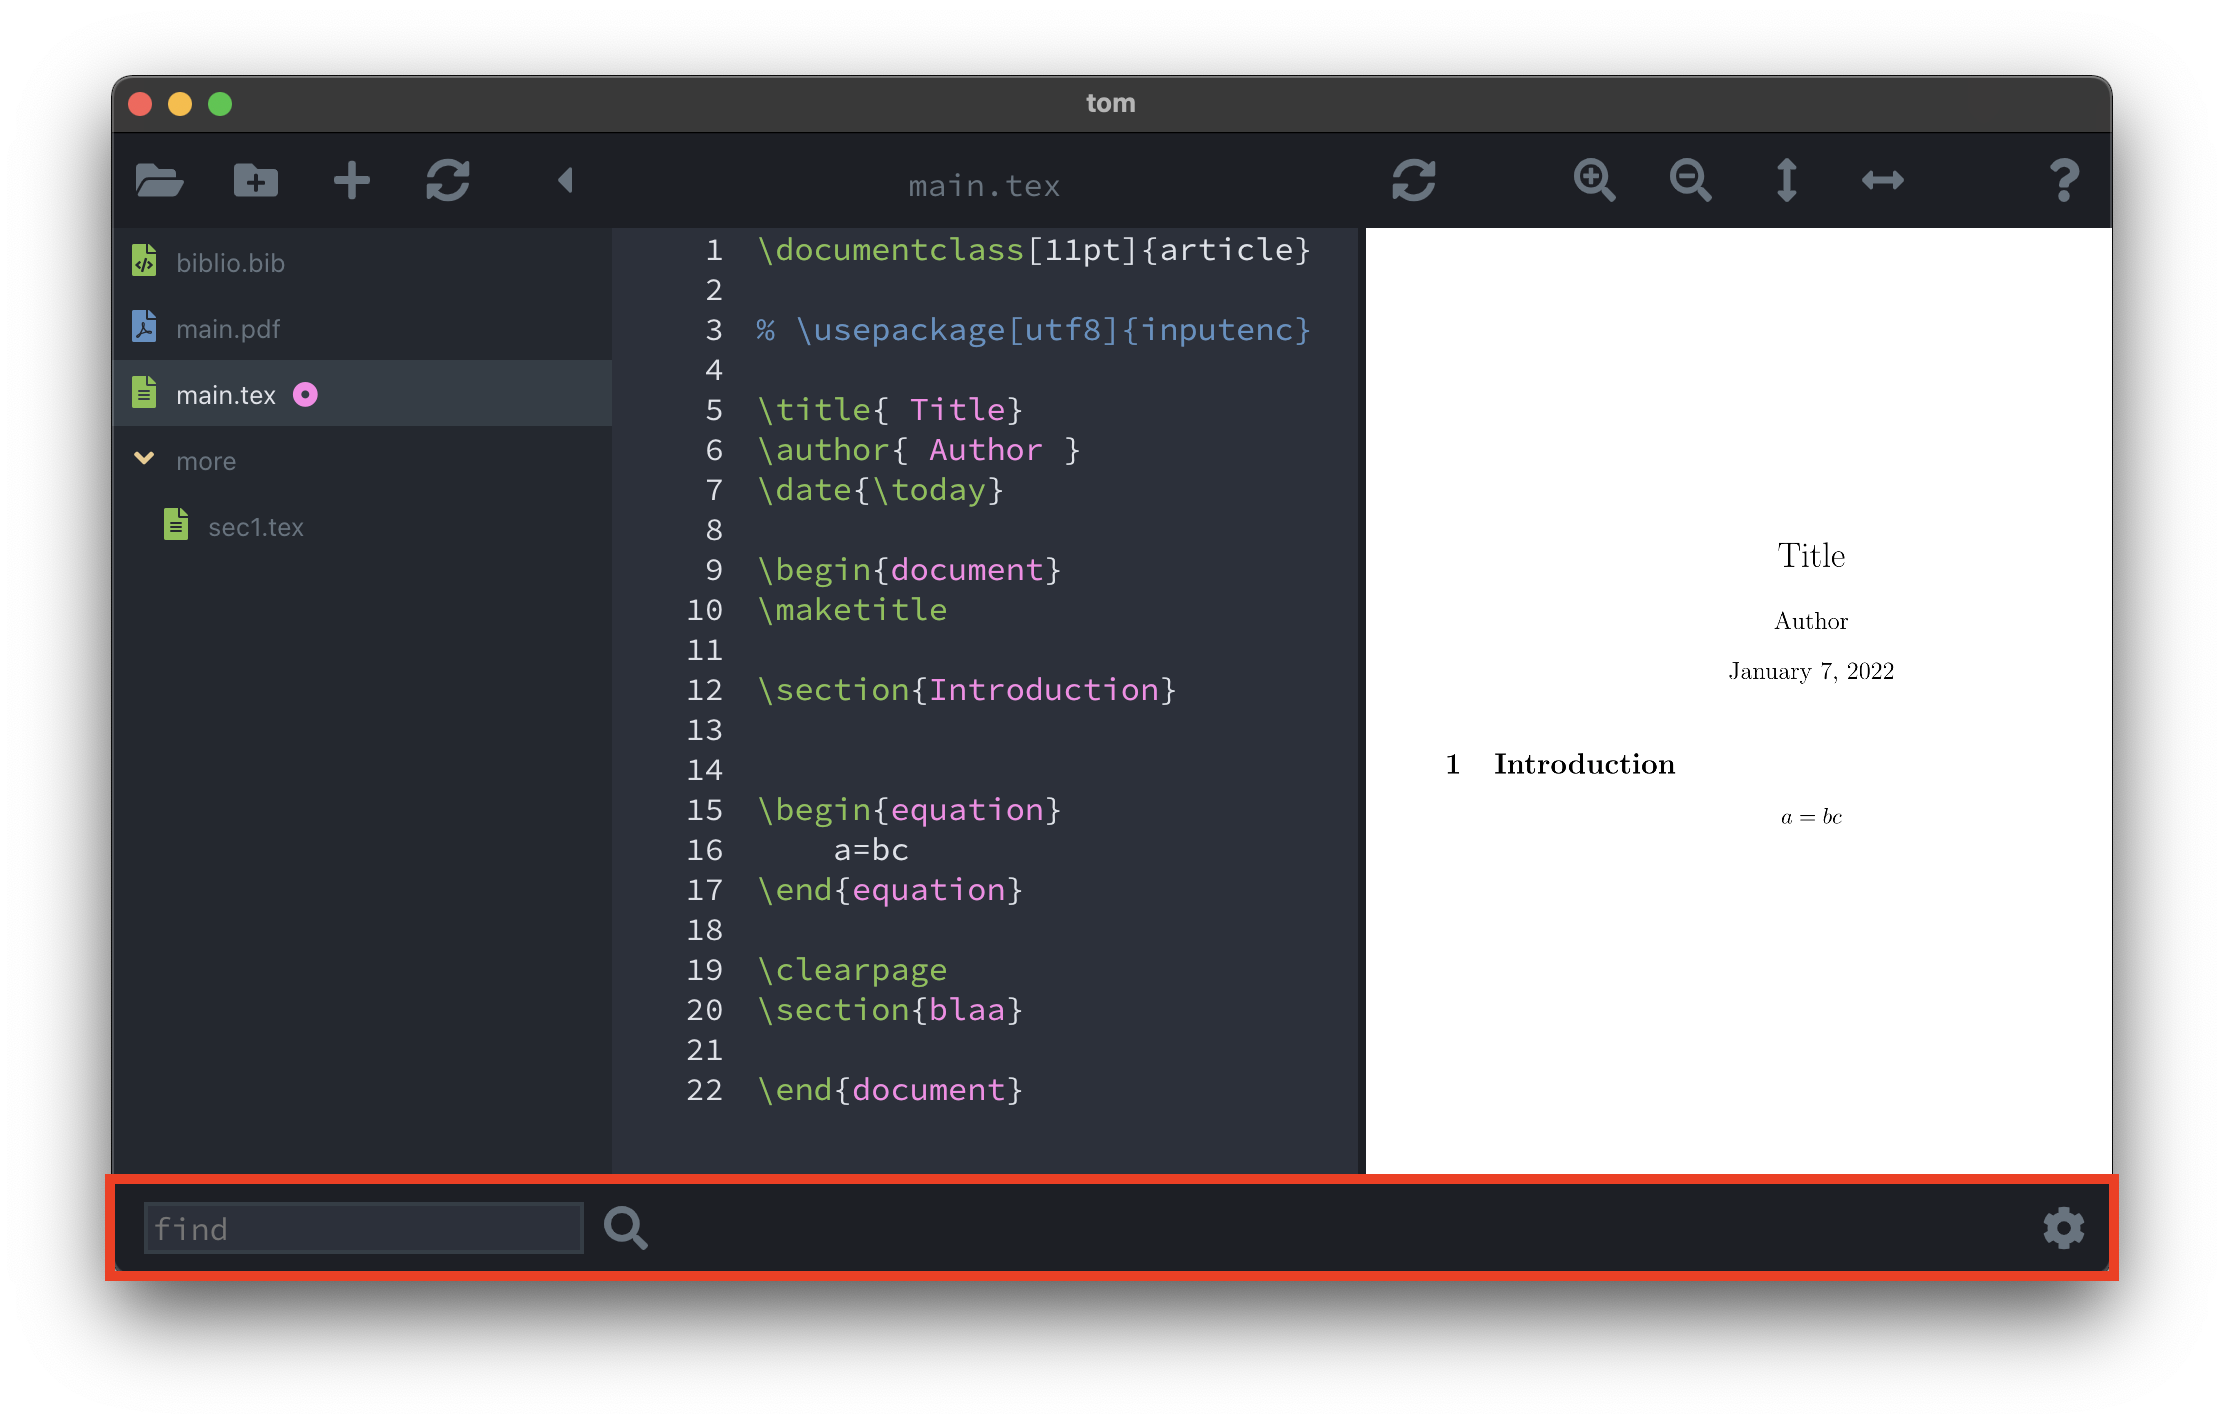 tom
main.tex
biblio.bib
main.pdf
main.tex
more
sec1.tex
1 \documentclass[11pt]{article}
2
3 % \usepackage[utf8]{inputenc}
4
5 \title{ Title}
6 \author{ Author }
7 \date{\today}
8
9 \begin{document}
10 \maketitle
11
12 \section{Introduction}
13
14
15 \begin{equation}
16     a=bc
17 \end{equation}
18
19 \clearpage
20 \section{blaa}
21
22 \end{document}
Title
Author
January 7, 2022
1 Introduction
a = bc
find